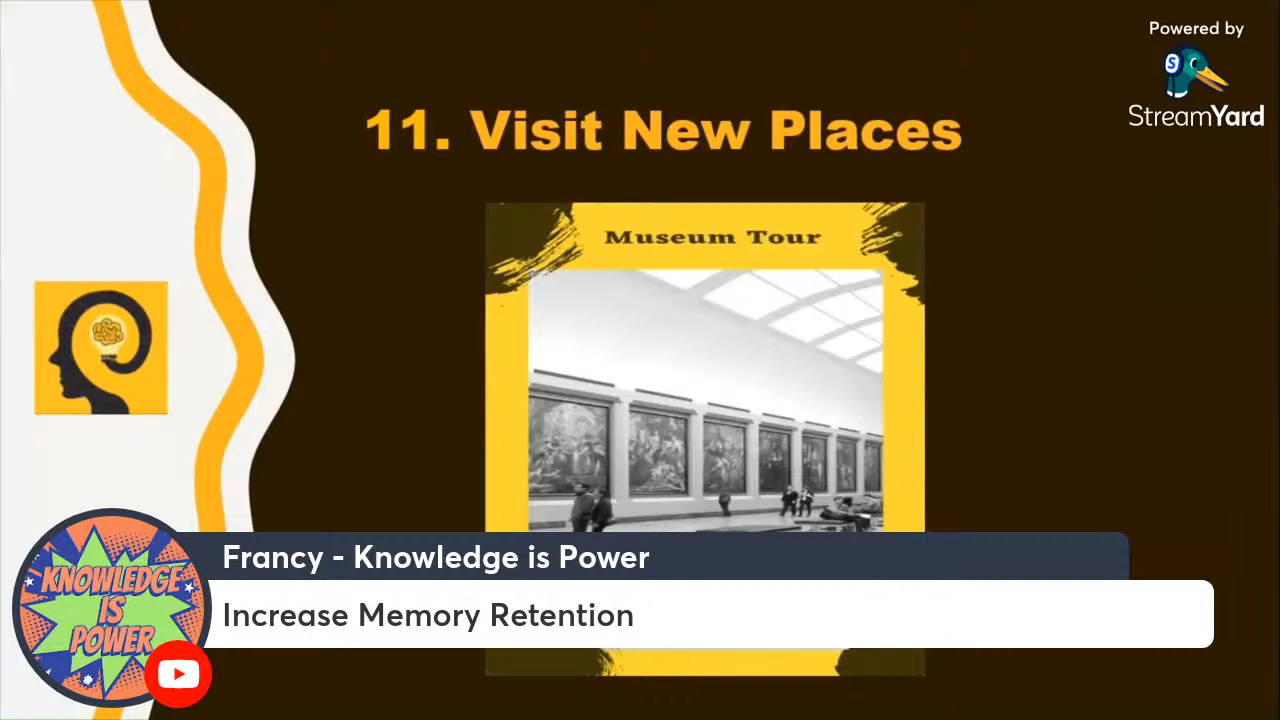 Powered by
S
StreamYard
11. Visit New Places
Museum Tour
Francy - Knowledge is Power
Increase Memory Retention
KNOWLEDGE
IS
POWER